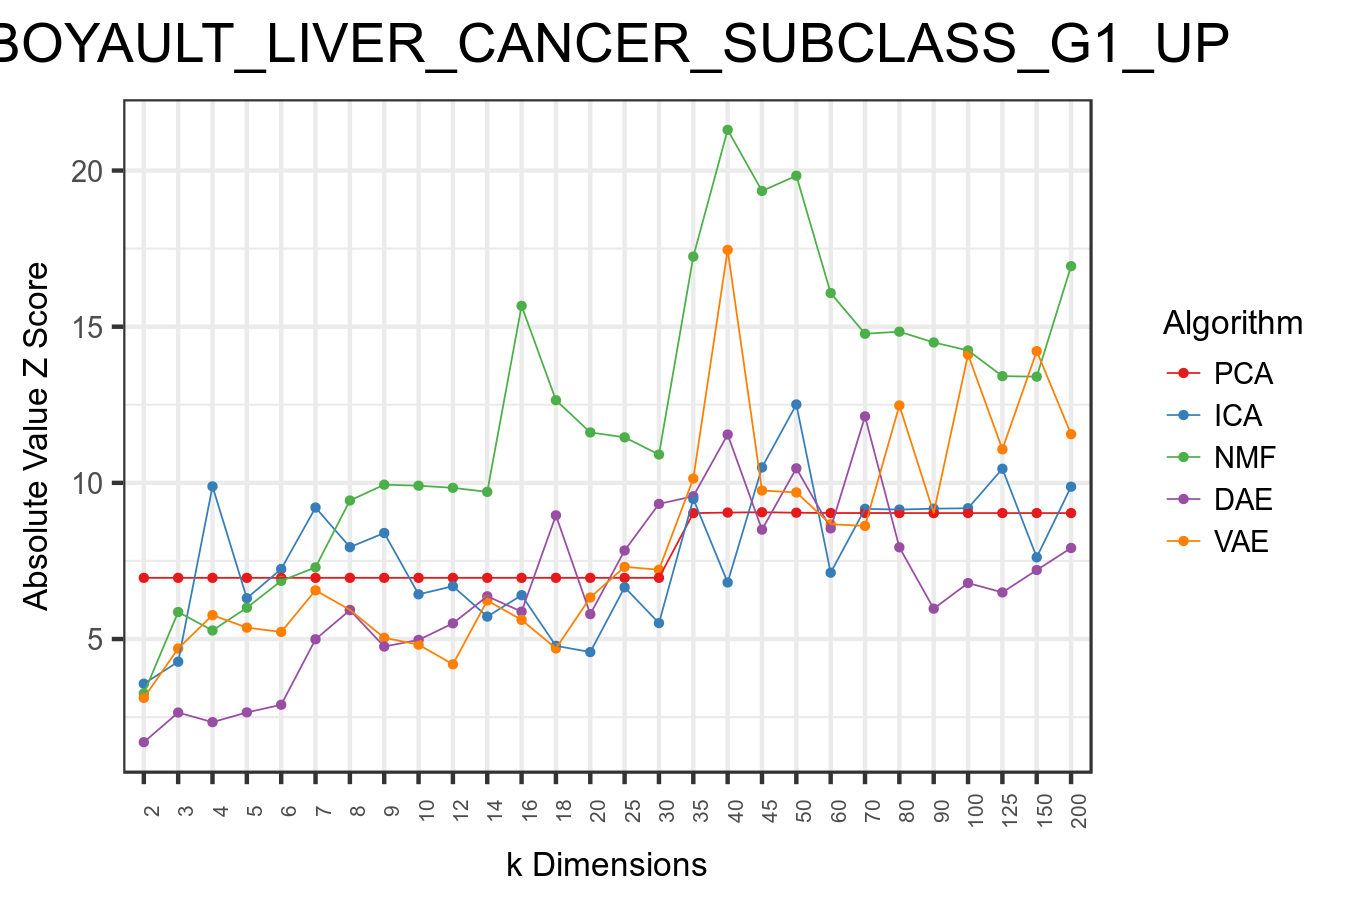 BOYAULT_LIVER_CANCER_SUBCLASS_G1_UP
Absolute Value Z Score
20
15
10
5
2 3 4 5 6 7 8 9 10 12 14 16 18 20 25 30 35 40 45 50 60 70 80 90 100 125 150 200
k Dimensions
Algorithm
PCA
ICA
NMF
DAE
VAE